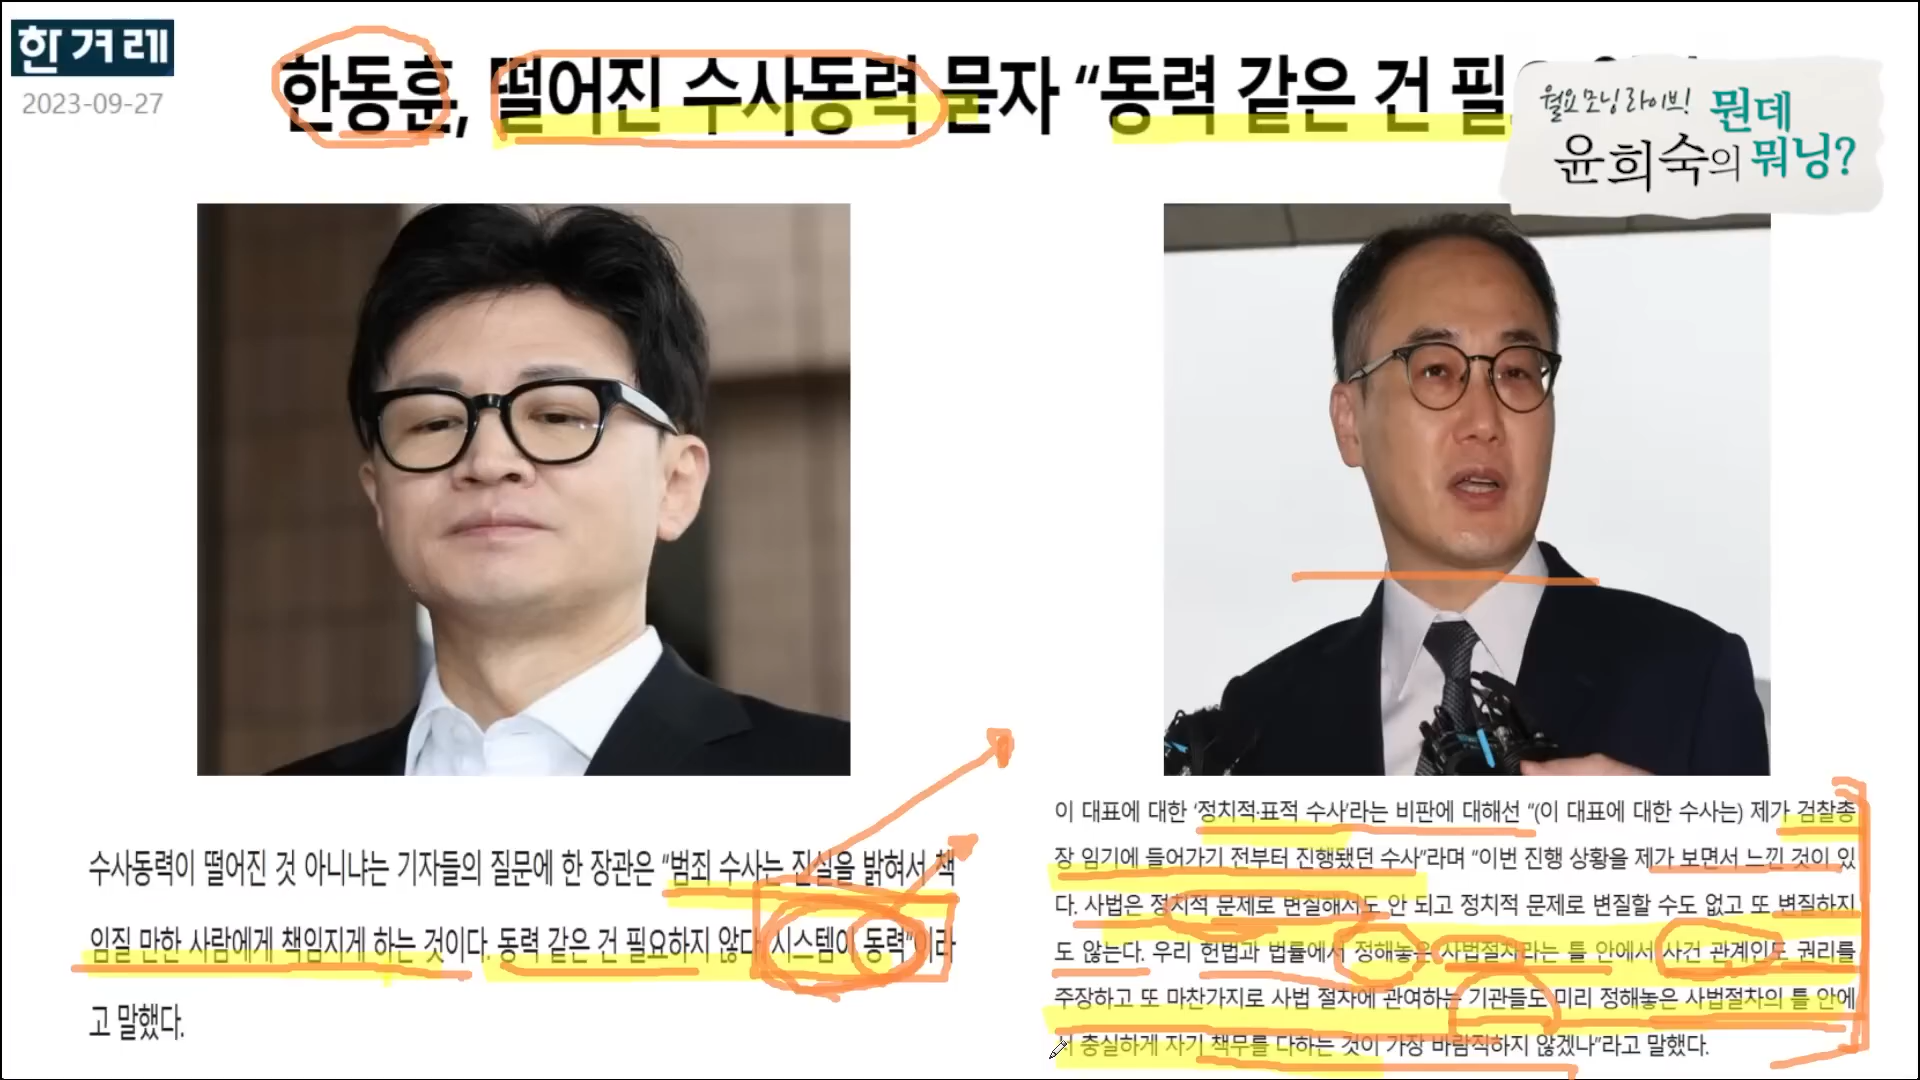 한겨레
2023-09-27
한동훈, 떨어진 수사동력 묻자 “동력 같은 건
월요 모닝 라이브! 뭔데
윤희숙의 뭐닝?
수사동력이 떨어진 것 아니냐는 기자들의 질문에 한 장관은 “범죄 수사는 진실을 밝혀서 책
임질 만한 사람에게 책임지게 하는 것이다. 동력 같은 건 필요하지 않다. 시스템이 동력”이라
고 말했다.
이 대표에 대한 ‘정치적·표적 수사’라는 비판에 대해선 “(이 대표에 대한 수사는) 제가 검찰총
장 임기에 들어가기 전부터 진행됐던 수사”라며 “이번 진행 상황을 제가 보면서 느낀 것이 있
다. 사법은 정치적 문제로 변질해서도 안 되고 정치적 문제로 변질할 수도 없고 또 변질하지
도 않는다. 우리 헌법과 법률에서 정해놓은 사법절차라는 틀 안에서 사건 관계인도 권리를
주장하고 또 마찬가지로 사법 절차에 관여하는 기관들도 미리 정해놓은 사법절차의 틀 안에
서 충실하게 자기 책무를 다하는 것이 가장 바람직하지 않겠나”라고 말했다.